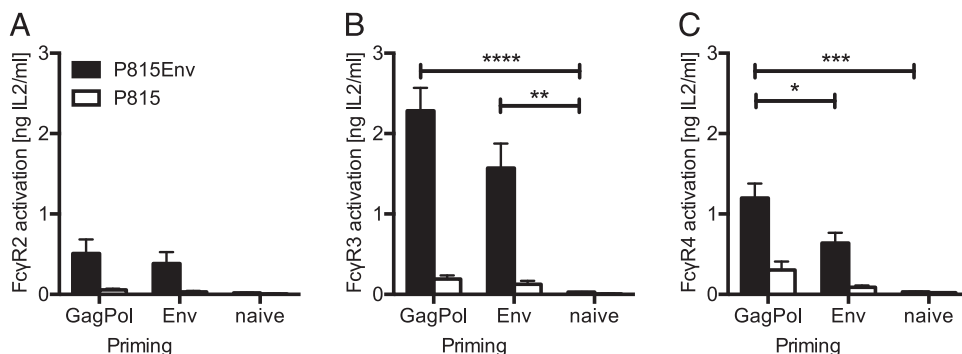 A
FcγR2 activation [ng IL2/ml]
3
2
1
0
P815Env
P815
GagPol Env naive
Priming
B
FcγR3 activation [ng IL2/ml]
3
2
1
0
****
**
GagPol Env naive
Priming
C
FcγR4 activation [ng IL2/ml]
3
2
1
0
***
*
GagPol Env naive
Priming